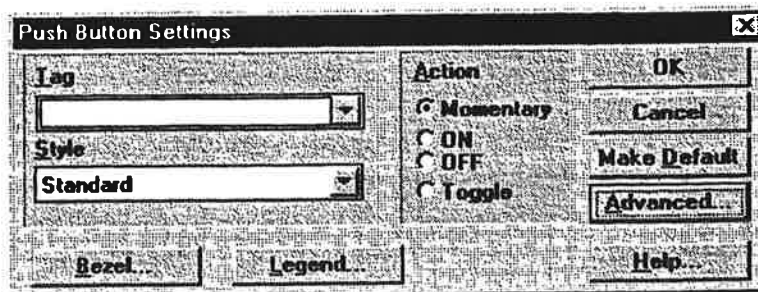 Push Button Settings
Tag
Style
Standard
Action
Momentary
ON
OFF
Toggle
OK
Cancel
Make Default
Advanced...
Bezel...
Legend...
Help...